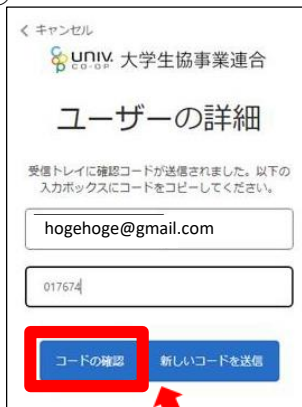 キャンセル
univ. 大学生協事業連合
CO-OP
ユーザーの詳細
受信トレイに確認コードが送信されました。以下の
入力ボックスにコードをコピーしてください。
hogehoge@gmail.com
017674
コードの確認 新しいコードを送信